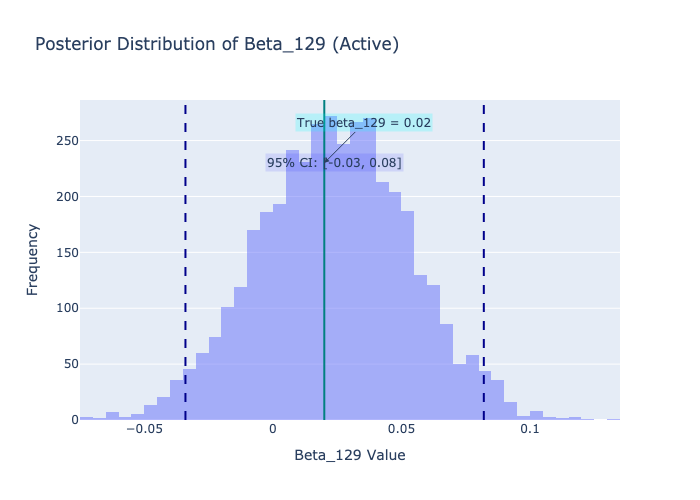 Posterior Distribution of Beta_129 (Active)
True beta_129 = 0.02
95% CI: [-0.03, 0.08]
250
200
150
100
50
0
Frequency
−0.05
0
0.05
0.1
Beta_129 Value